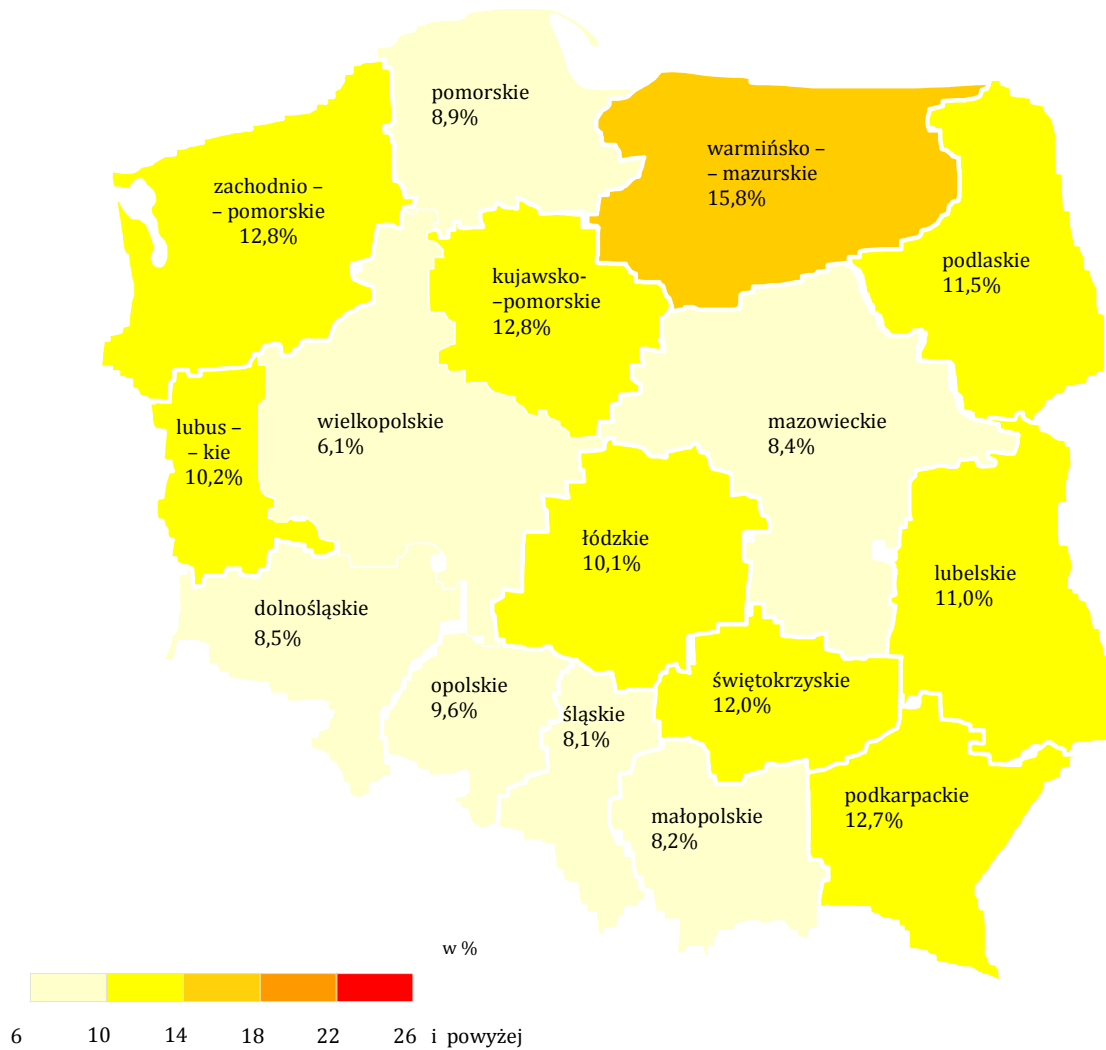 pomorskie
8,9%
warmińsko –
– mazurskie
15,8%
zachodnio –
– pomorskie
12,8%
podlaskie
11,5%
kujawsko-
–pomorskie
12,8%
wielkopolskie
6,1%
mazowieckie
8,4%
lubus –
– kie
10,2%
łódzkie
10,1%
lubelskie
11,0%
dolnośląskie
8,5%
opolskie
9,6%
świętokrzyskie
12,0%
śląskie
8,1%
podkarpackie
12,7%
małopolskie
8,2%
w %
6 10 14 18 22 26 i powyżej